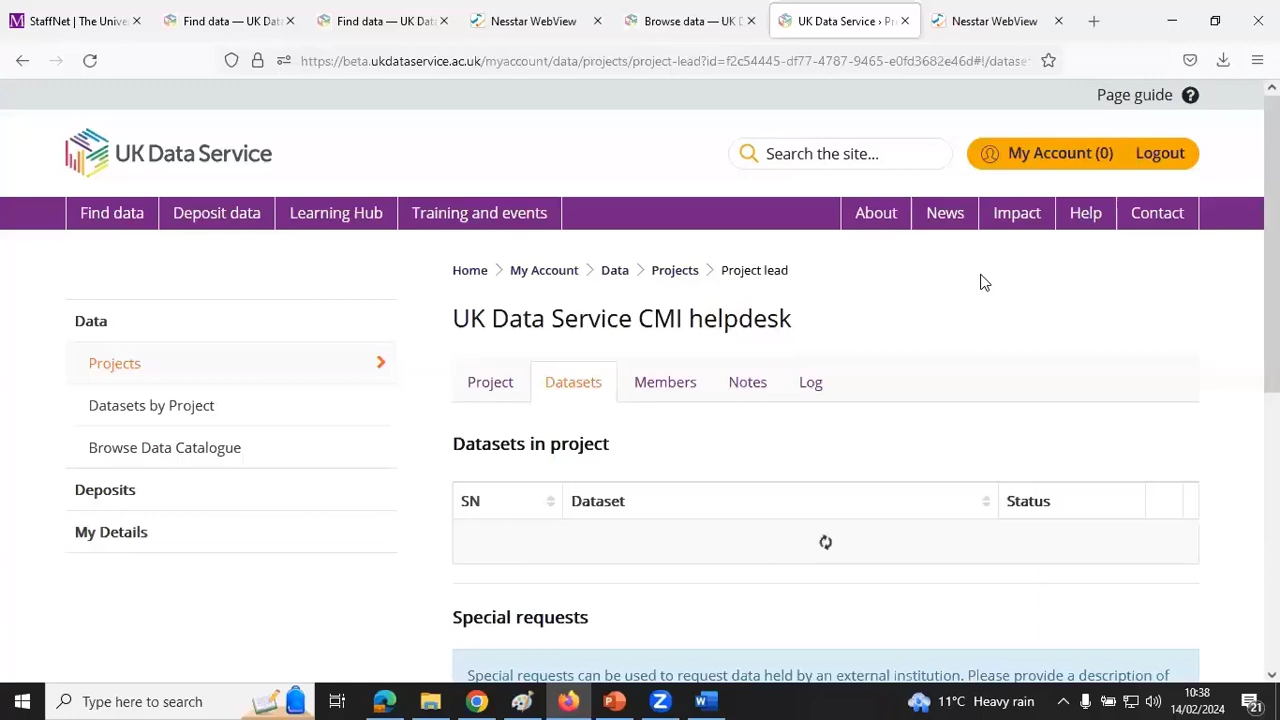 StaffNet | The Unive
Find data — UK Data
Find data — UK Data
Nesstar WebView
Browse data — UK D
UK Data Service › Pr
Nesstar WebView
https://beta.ukdataservice.ac.uk/myaccount/data/projects/project-lead?id=f2c54445-df77-4787-9465-e0fd3682e46d#!/datase
Page guide
UK Data Service
Search the site...
My Account (0) Logout
Find data Deposit data Learning Hub Training and events About News Impact Help Contact
Home My Account Data Projects Project lead
Data
Projects
Datasets by Project
Browse Data Catalogue
Deposits
My Details
UK Data Service CMI helpdesk
Project Datasets Members Notes Log
Datasets in project
SN Dataset Status
Special requests
Special requests can be used to request data held by an external institution. Please provide a description of
Type here to search
11°C Heavy rain
10:38
14/02/2024
21